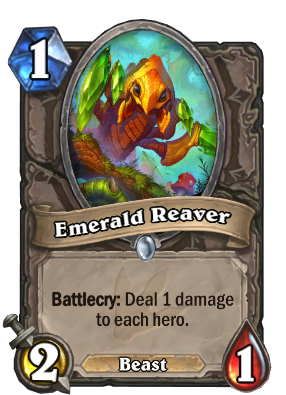 1
Emerald Reaver
Battlecry: Deal 1 damage
to each hero.
2
Beast
1